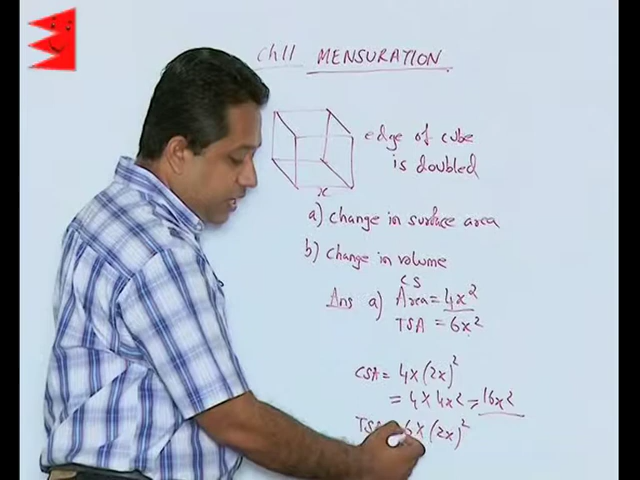 Ch11 MENSURATION
edge of cube
is doubled
x
a) change in surface area
b) change in volume
CS
Ans a) Area = 4x²
TSA = 6x²
CSA = 4x(2x)²
= 4 x 4x² = 16x²
6x(2x)²